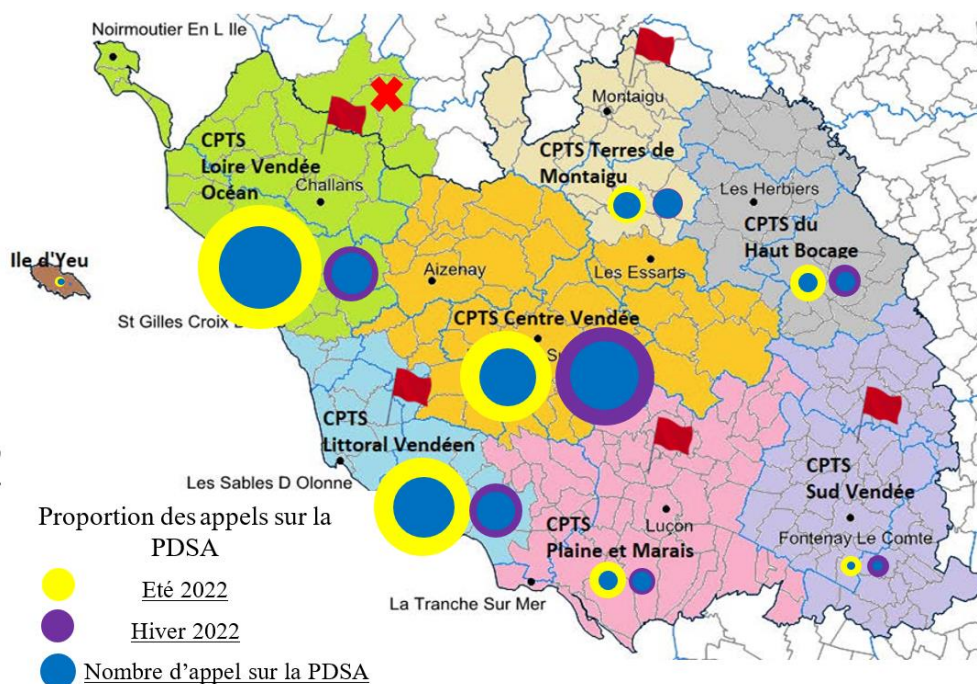 Noirmoutier En L Ile
Montaigu
CPTS
Loire Vendée
Océan
Challans
CPTS Terres de
Montaigu
Les Herbiers
CPTS du
Haut Bocage
Ile d'Yeu
Aizenay
Les Essarts
St Gilles Croix
CPTS Centre Vendée
CPTS
Littoral Vendéen
Les Sables D Olonne
CPTS
Sud Vendée
Fontenay Le Comte
Luçon
CPTS
Plaine et Marais
La Tranche Sur Mer
Proportion des appels sur la
PDSA
Eté 2022
Hiver 2022
Nombre d'appel sur la PDSA